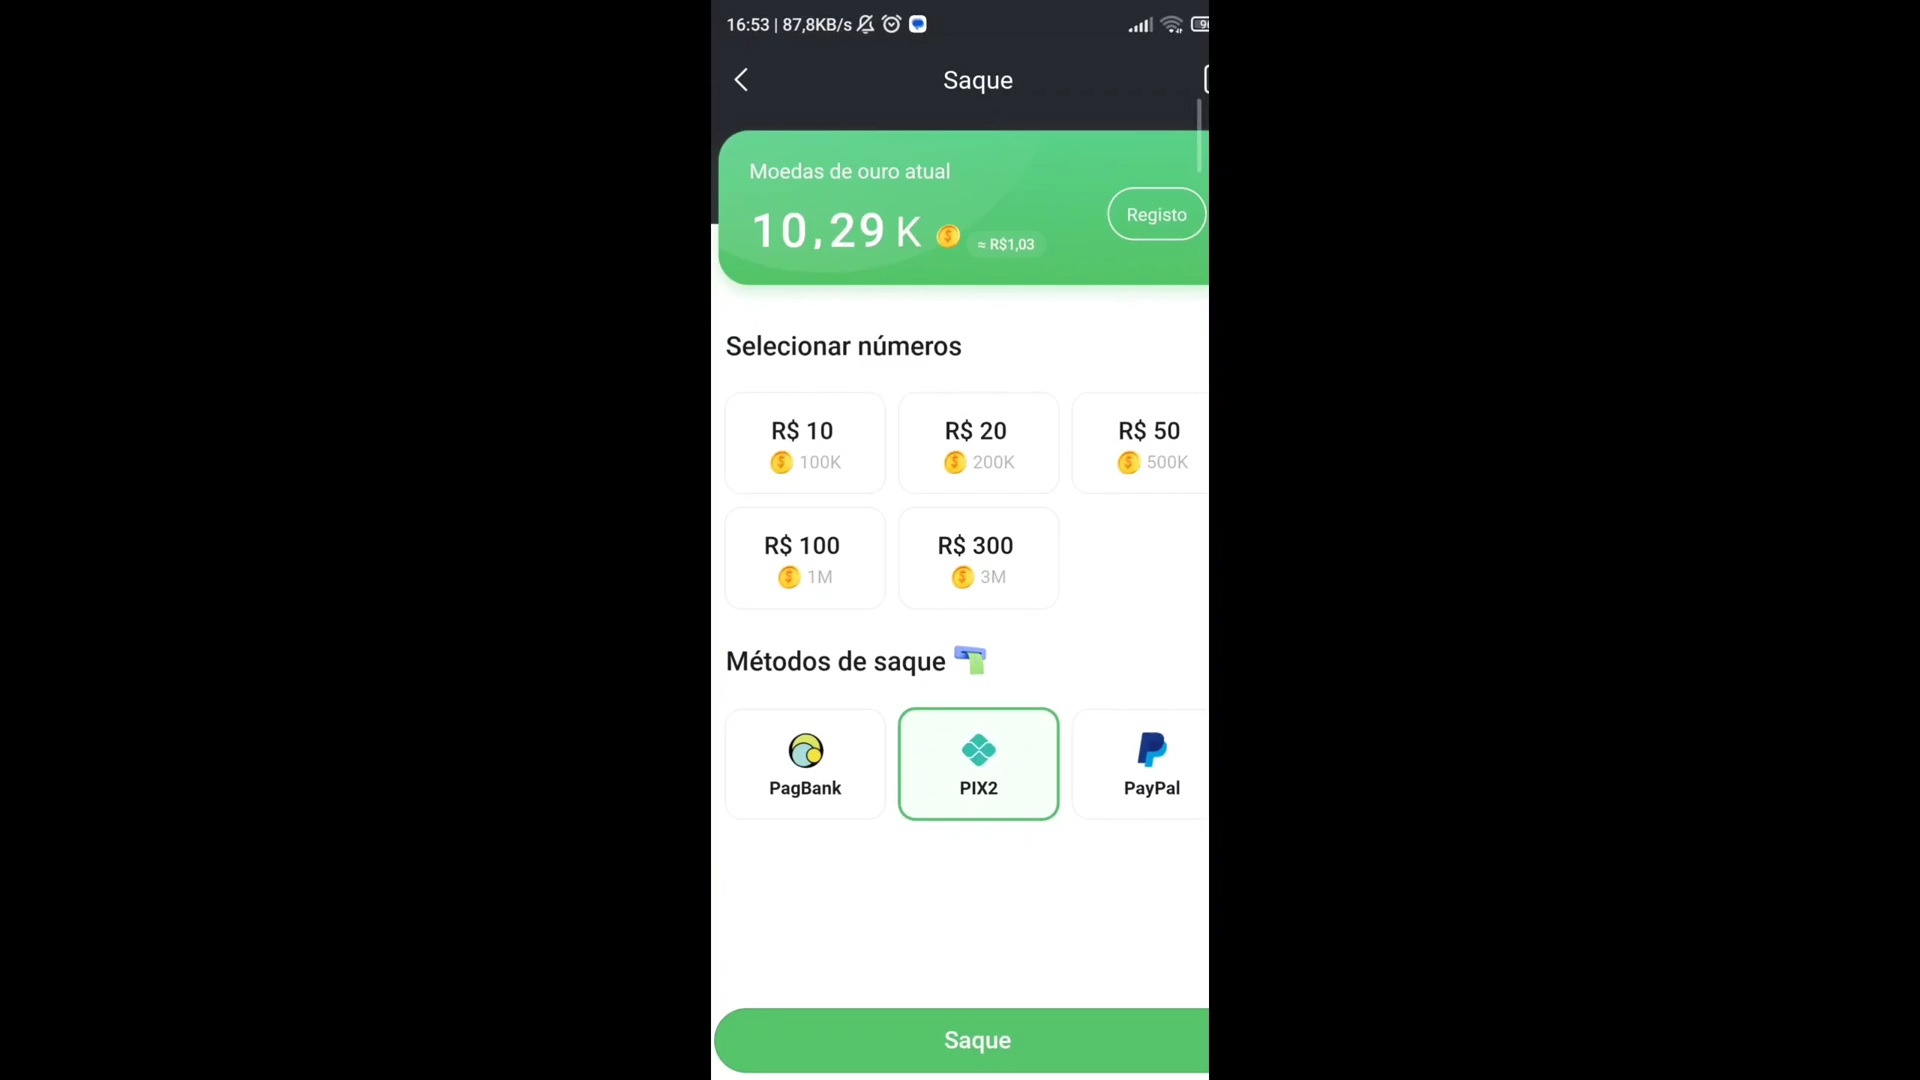 16:53 | 87,8KB/s
Saque
Moedas de ouro atual
10,29 K ≈ R$1,03
Registo
Selecionar números
R$ 10 R$ 20 R$ 50
100K 200K 500K
R$ 100 R$ 300
1M 3M
Métodos de saque
PagBank PIX2 PayPal
Saque